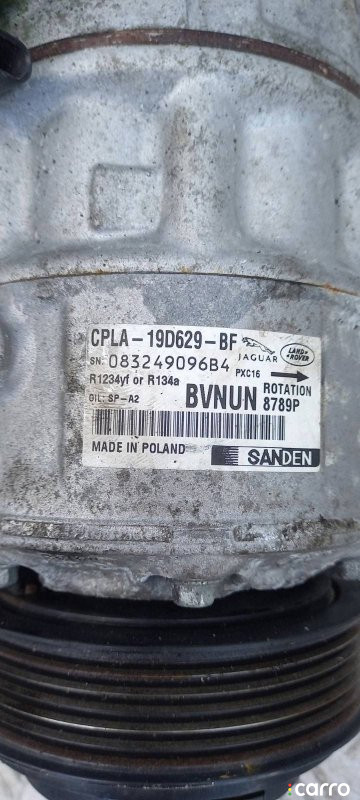 CPLA-19D629-BF
JAGUAR
LAND ROVER
SN: 083249096B4
PXC16
R1234yf or R134a
BVNUN
ROTATION
OIL: SP-A2
8789P
MADE IN POLAND
SANDEN
icarro